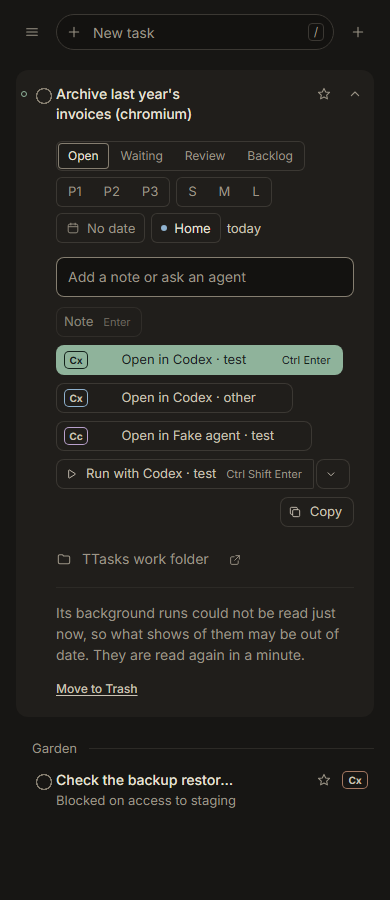 New task /
Archive last year's
invoices (chromium)
Open Waiting Review Backlog
P1 P2 P3 S M L
No date Home today
Add a note or ask an agent
Note Enter
Cx Open in Codex · test Ctrl Enter
Cx Open in Codex · other
Cc Open in Fake agent · test
Run with Codex · test Ctrl Shift Enter
Copy
TTasks work folder
Its background runs could not be read just
now, so what shows of them may be out of
date. They are read again in a minute.
Move to Trash
Garden
Check the backup restor... Cx
Blocked on access to staging